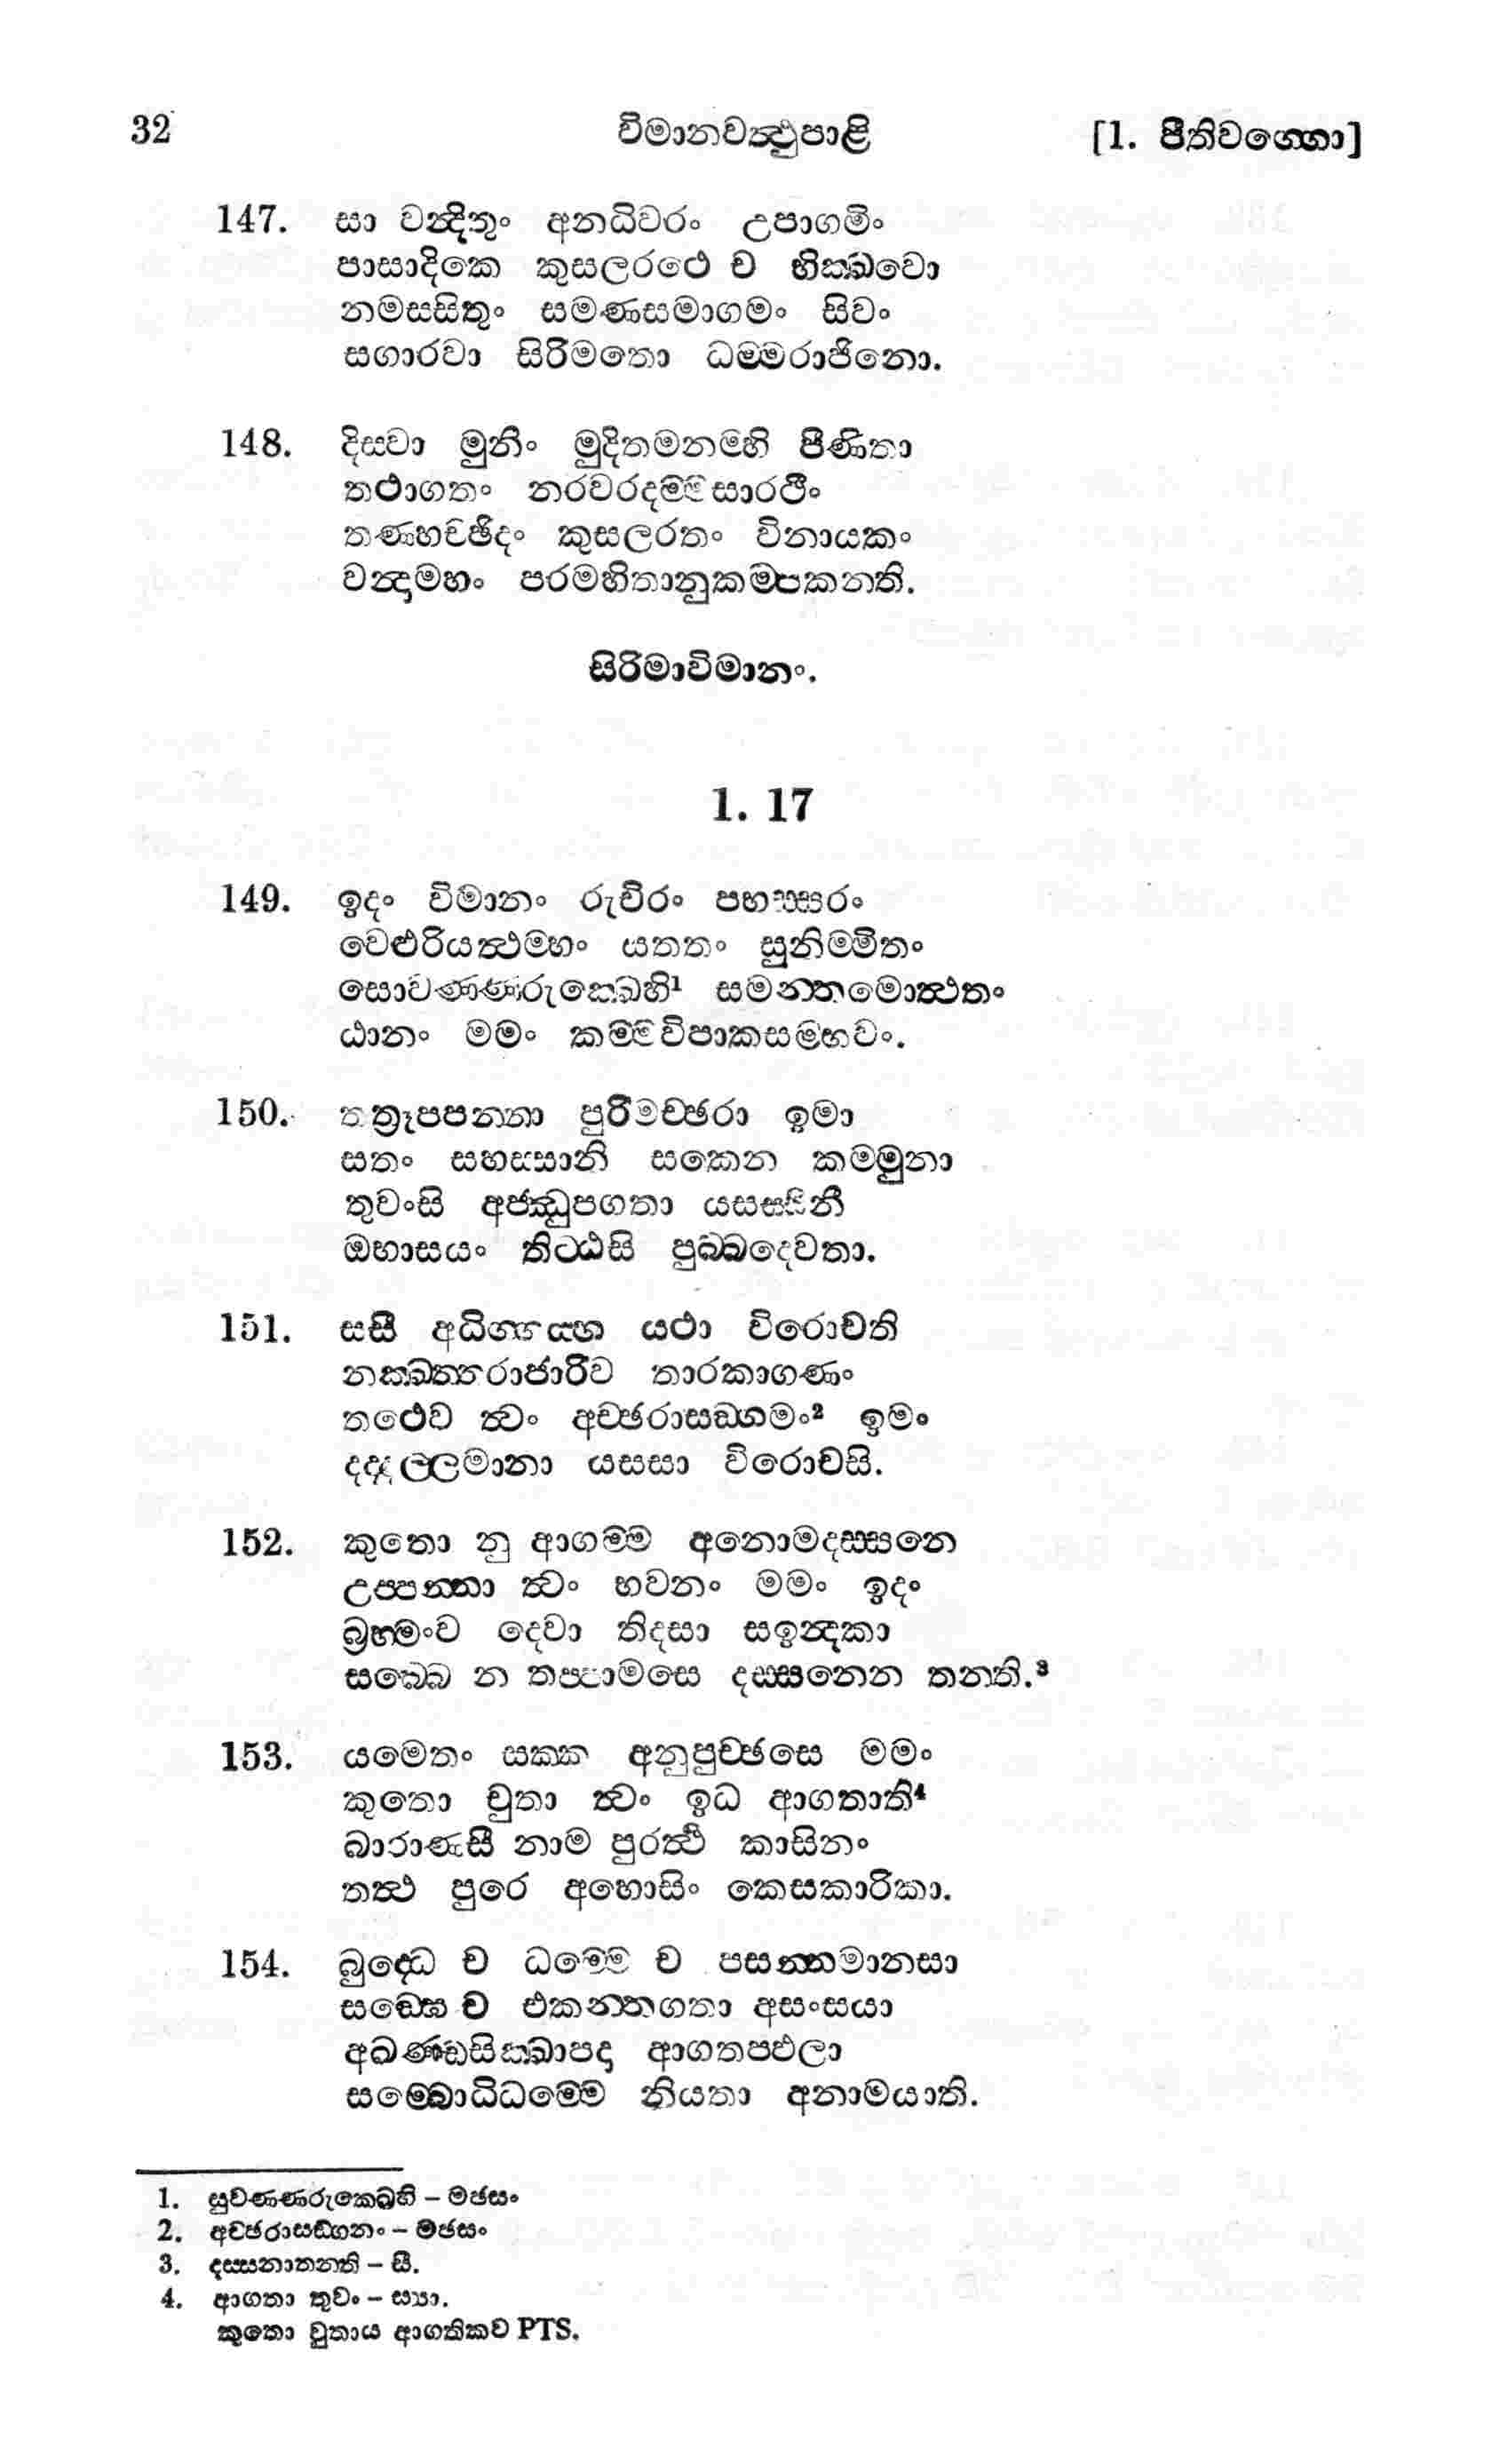 32 විමානවත්‍ථුපාළි [1. පීතිවග්ගො]
147. සා වන්‍දිතුං අනධිවරං උපාගමිං
පාසාදිකෙ කුසලරථෙ ච භික්ඛවො
නමස්සිතුං සමණසමාගමං සිවං
සගාරවා සිරිමතො ධම්මරාජිනො.
148. දිස්වා මුනිං මුදිතමනම්හි පීණිතා
තථාගතං නරවරදම්මසාරථිං
තණ්හච්ඡිදං කුසලරතං විනායකං
වන්‍දාමහං පරමහිතානුකම්පකන්ති.
සිරිමාවිමානං.
1. 17
149. ඉදං විමානං රුචිරං පභස්සරං
වෙළුරියත්‍ථම්හං යතතං සුනිම්මිතං
සොවණ්ණරුක්ඛෙහි¹ සමන්තමොත්‍ථතං
ඨානං මමං කම්මවිපාකසම්භවං.
150. තත්‍රූපපන්නා පුරිමච්ඡරා ඉමා
සතං සහස්සානි සකෙන කම්මුනා
තුවංසි අජ්ඣුපගතා යසස්සිනී
ඔභාසයං තිට්ඨසි පුබ්බදෙවතා.
151. සසී අධිග්ගය්හ යථා විරොචති
නක්ඛත්තරාජාරිව තාරකාගණං
තථෙව ත්‍වං අච්ඡරාසඞ්ගමං² ඉමං
දද්දල්ලමානා යසසා විරොචසි.
152. කුතො නු ආගම්ම අනොමදස්සනෙ
උප්පන්නා ත්‍වං භවනං මමං ඉදං
බ්‍රහ්මංව දෙවා තිදසා සඉන්‍දකා
සබ්බෙ න තප්පාමසෙ දස්සනෙන තන්ති.³
153. යමෙතං සක්ක අනුපුච්ඡසෙ මමං
කුතො චුතා ත්‍වං ඉධ ආගතාති⁴
බාරාණසී නාම පුරත්‍ථි කාසිනං
තත්‍ථ පුරෙ අහොසිං කෙසකාරිකා.
154. බුද්ධෙ ච ධම්මෙ ච පසන්නමානසා
සඞ්ඝෙ ච එකන්තගතා අසංසයා
අඛණ්ඩසික්ඛාපදා ආගතප්ඵලා
සම්බොධිධම්මෙ නියතා අනාමයාති.
1. සුවණ්ණරුක්ඛෙහි – මජසං
2. අච්ඡරාසඞ්ගනං – මජසං
3. දස්සනාතන්ති – සී.
4. ආගතා තුවං – ස්‍යා.
කුතො චුතාය ආගතිකව PTS.